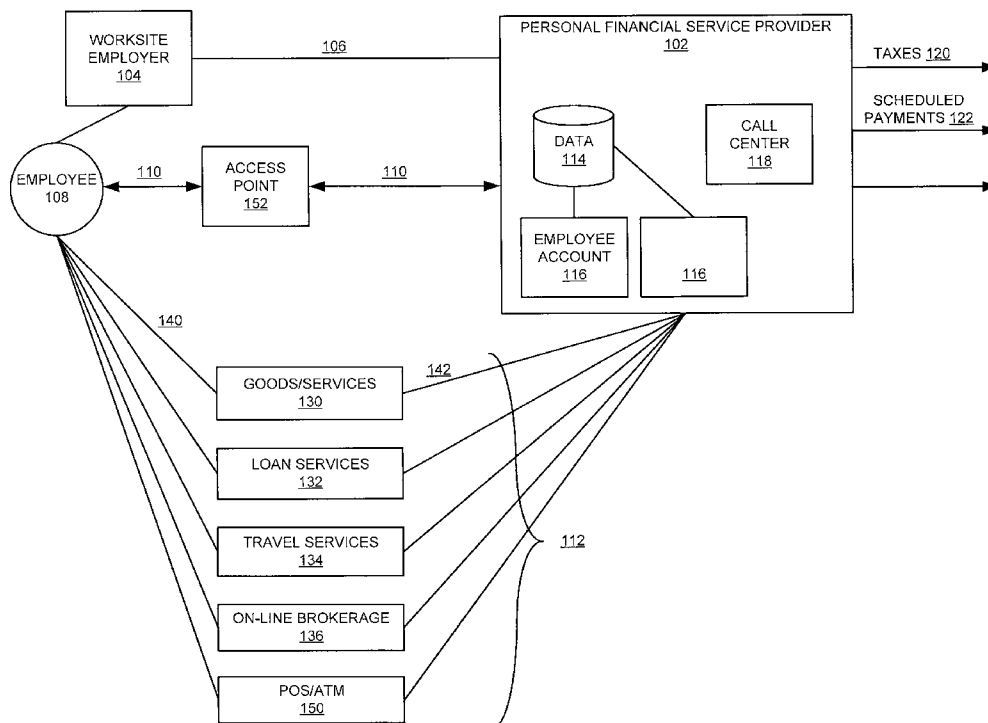 WORKSITE
EMPLOYER
104
106
PERSONAL FINANCIAL SERVICE PROVIDER
102
TAXES 120
SCHEDULED
PAYMENTS 122
DATA
114
CALL
CENTER
118
EMPLOYEE
108
110
ACCESS
POINT
152
110
EMPLOYEE
ACCOUNT
116
116
140
142
GOODS/SERVICES
130
LOAN SERVICES
132
TRAVEL SERVICES
134
112
ON-LINE BROKERAGE
136
POS/ATM
150